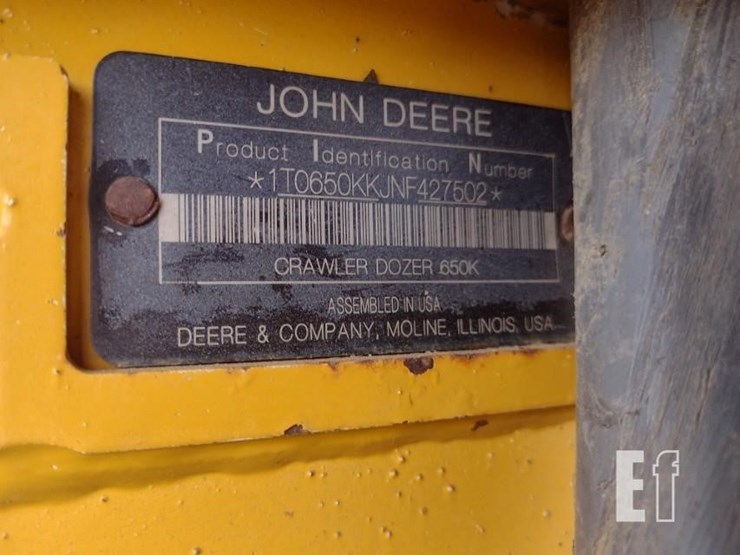 JOHN DEERE
Product Identification Number
*1T0650KKJNF427502*
CRAWLER DOZER 650K
ASSEMBLED IN USA
DEERE & COMPANY, MOLINE, ILLINOIS, USA
Ef